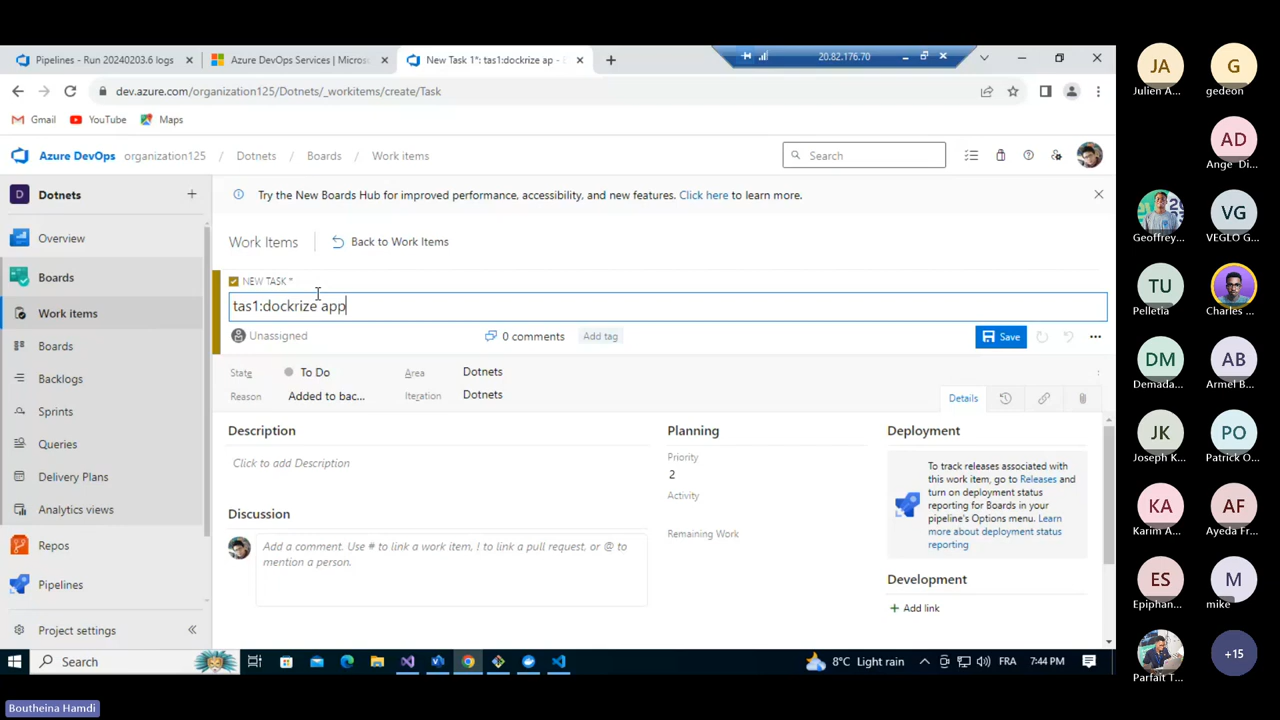 Pipelines - Run 20240203.6 logs
Azure DevOps Services | Micros
New Task 1*: tas1:dockrize ap -
20.82.176.70
dev.azure.com/organization125/Dotnets/_workitems/create/Task
Gmail YouTube Maps
Azure DevOps organization125 / Dotnets / Boards / Work items
Search
D Dotnets
Try the New Boards Hub for improved performance, accessibility, and new features. Click here to learn more.
Overview
Boards
Work items
Boards
Backlogs
Sprints
Queries
Delivery Plans
Analytics views
Repos
Pipelines
Project settings
Work Items
Back to Work Items
NEW TASK *
tas1:dockrize app
Unassigned
0 comments
Add tag
Save
State To Do
Area Dotnets
Reason Added to bac...
Iteration Dotnets
Details
Description
Click to add Description
Discussion
Add a comment. Use # to link a work item, ! to link a pull request, or @ to
mention a person.
Planning
Priority
2
Activity
Remaining Work
Deployment
To track releases associated with
this work item, go to Releases and
turn on deployment status
reporting for Boards in your
pipeline's Options menu. Learn
more about deployment status
reporting
Development
Add link
Search
8°C Light rain
FRA
7:44 PM
Boutheina Hamdi
JA
Julien A...
G
gedeon
AD
Ange Di...
Geoffrey...
VG
VEGLO G...
TU
Pelletia
Charles ...
DM
Demada...
AB
Armel B...
JK
Joseph K...
PO
Patrick O...
KA
Karim A...
AF
Ayeda Fr...
ES
Epiphan...
M
mike
Parfait T...
+15